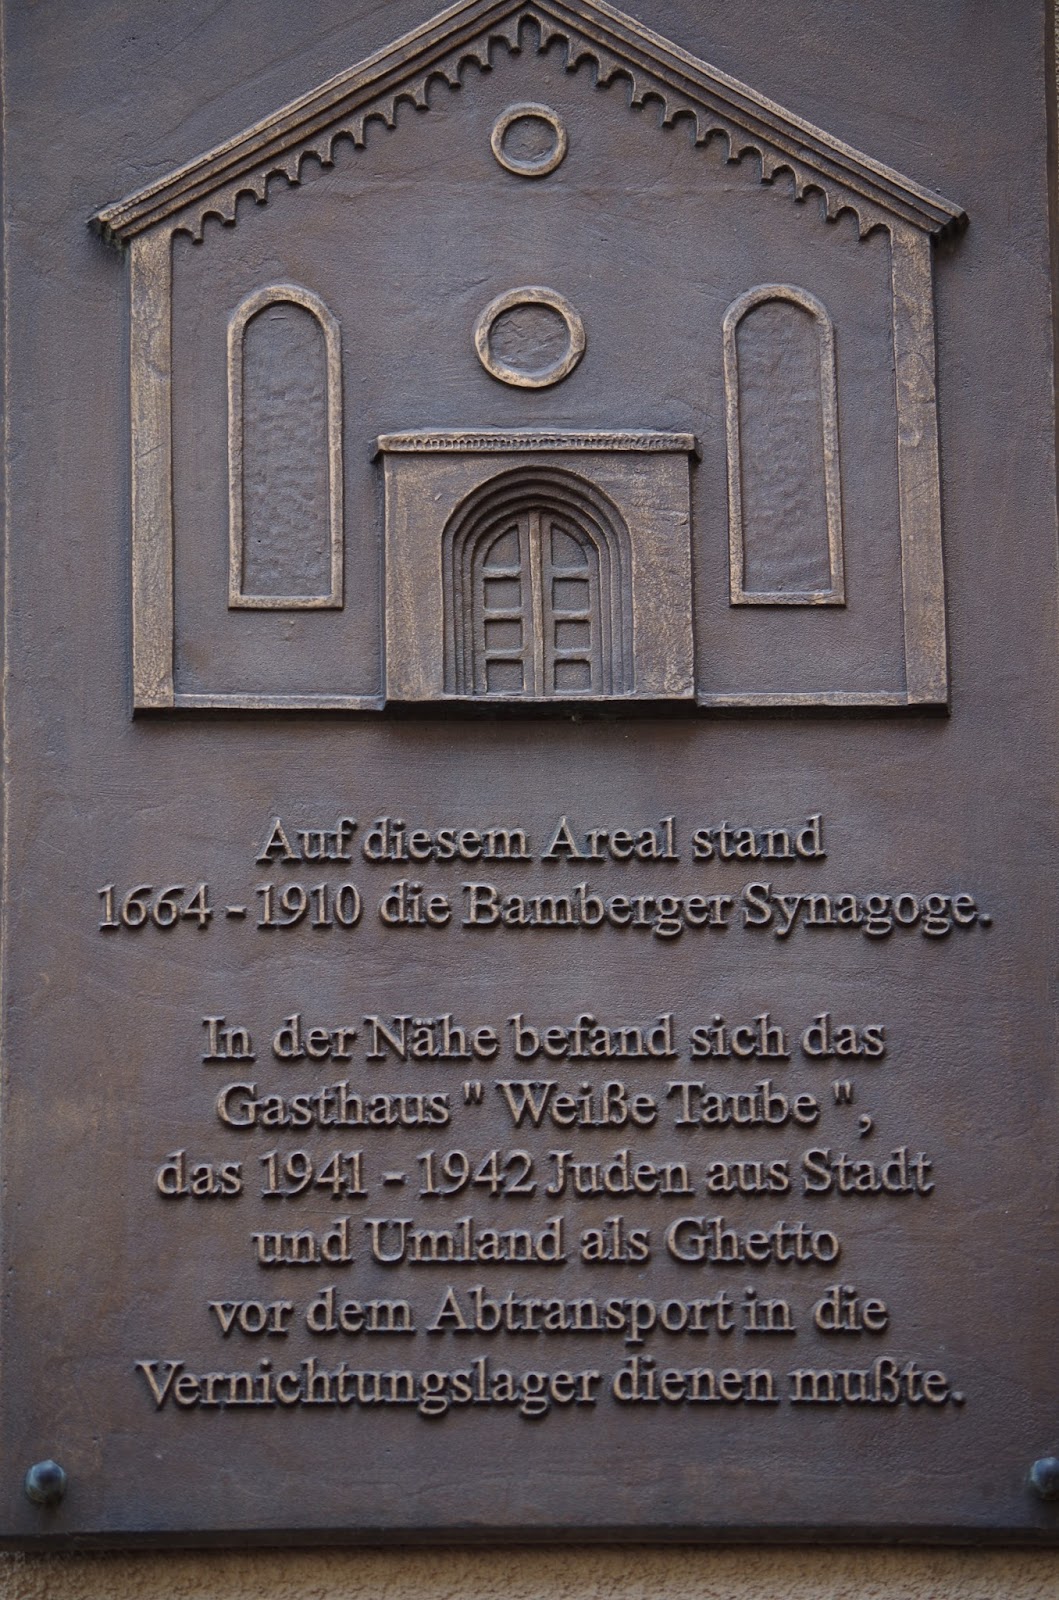 Auf diesem Areal stand
1664 - 1910 die Bamberger Synagoge.
In der Nähe befand sich das
Gasthaus " Weiße Taube ",
das 1941 - 1942 Juden aus Stadt
und Umland als Ghetto
vor dem Abtransport in die
Vernichtungslager dienen mußte.